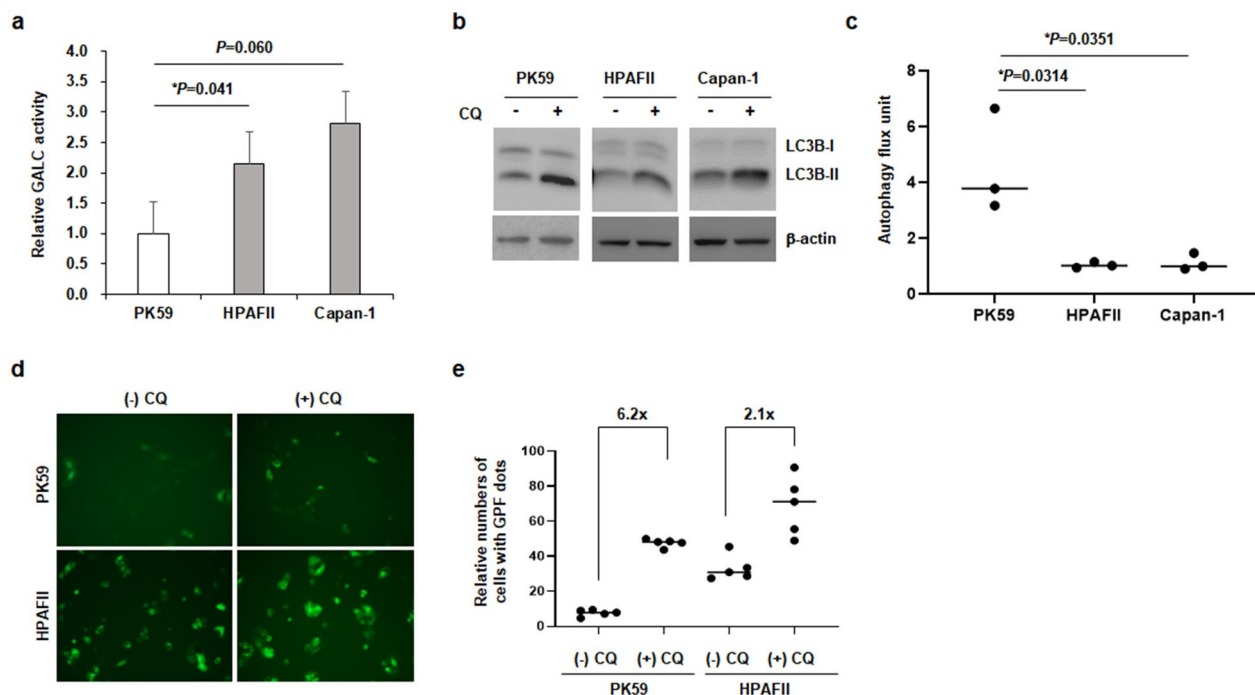 a
Relative GALC activity
4.0
3.5
3.0
2.5
2.0
1.5
1.0
0.5
0.0
P=0.060
*P=0.041
PK59 HPAFII Capan-1
b
PK59 HPAFII Capan-1
CQ - + - + - +
LC3B-I
LC3B-II
β-actin
c
Autophagy flux unit
8
6
4
2
0
*P=0.0351
*P=0.0314
PK59 HPAFII Capan-1
d
(-) CQ (+) CQ
PK59
HPAFII
e
6.2x 2.1x
Relative numbers of
cells with GPF dots
100
80
60
40
20
0
(-) CQ (+) CQ (-) CQ (+) CQ
PK59 HPAFII